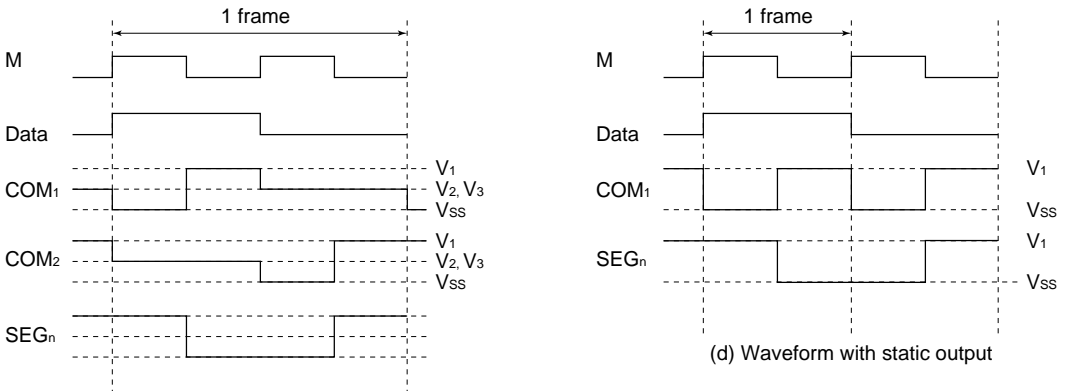 1 frame
M
Data
COM1
V1
V2, V3
VSS
COM2
V1
V2, V3
VSS
SEGn
1 frame
M
Data
COM1
V1
VSS
SEGn
V1
VSS
(d) Waveform with static output